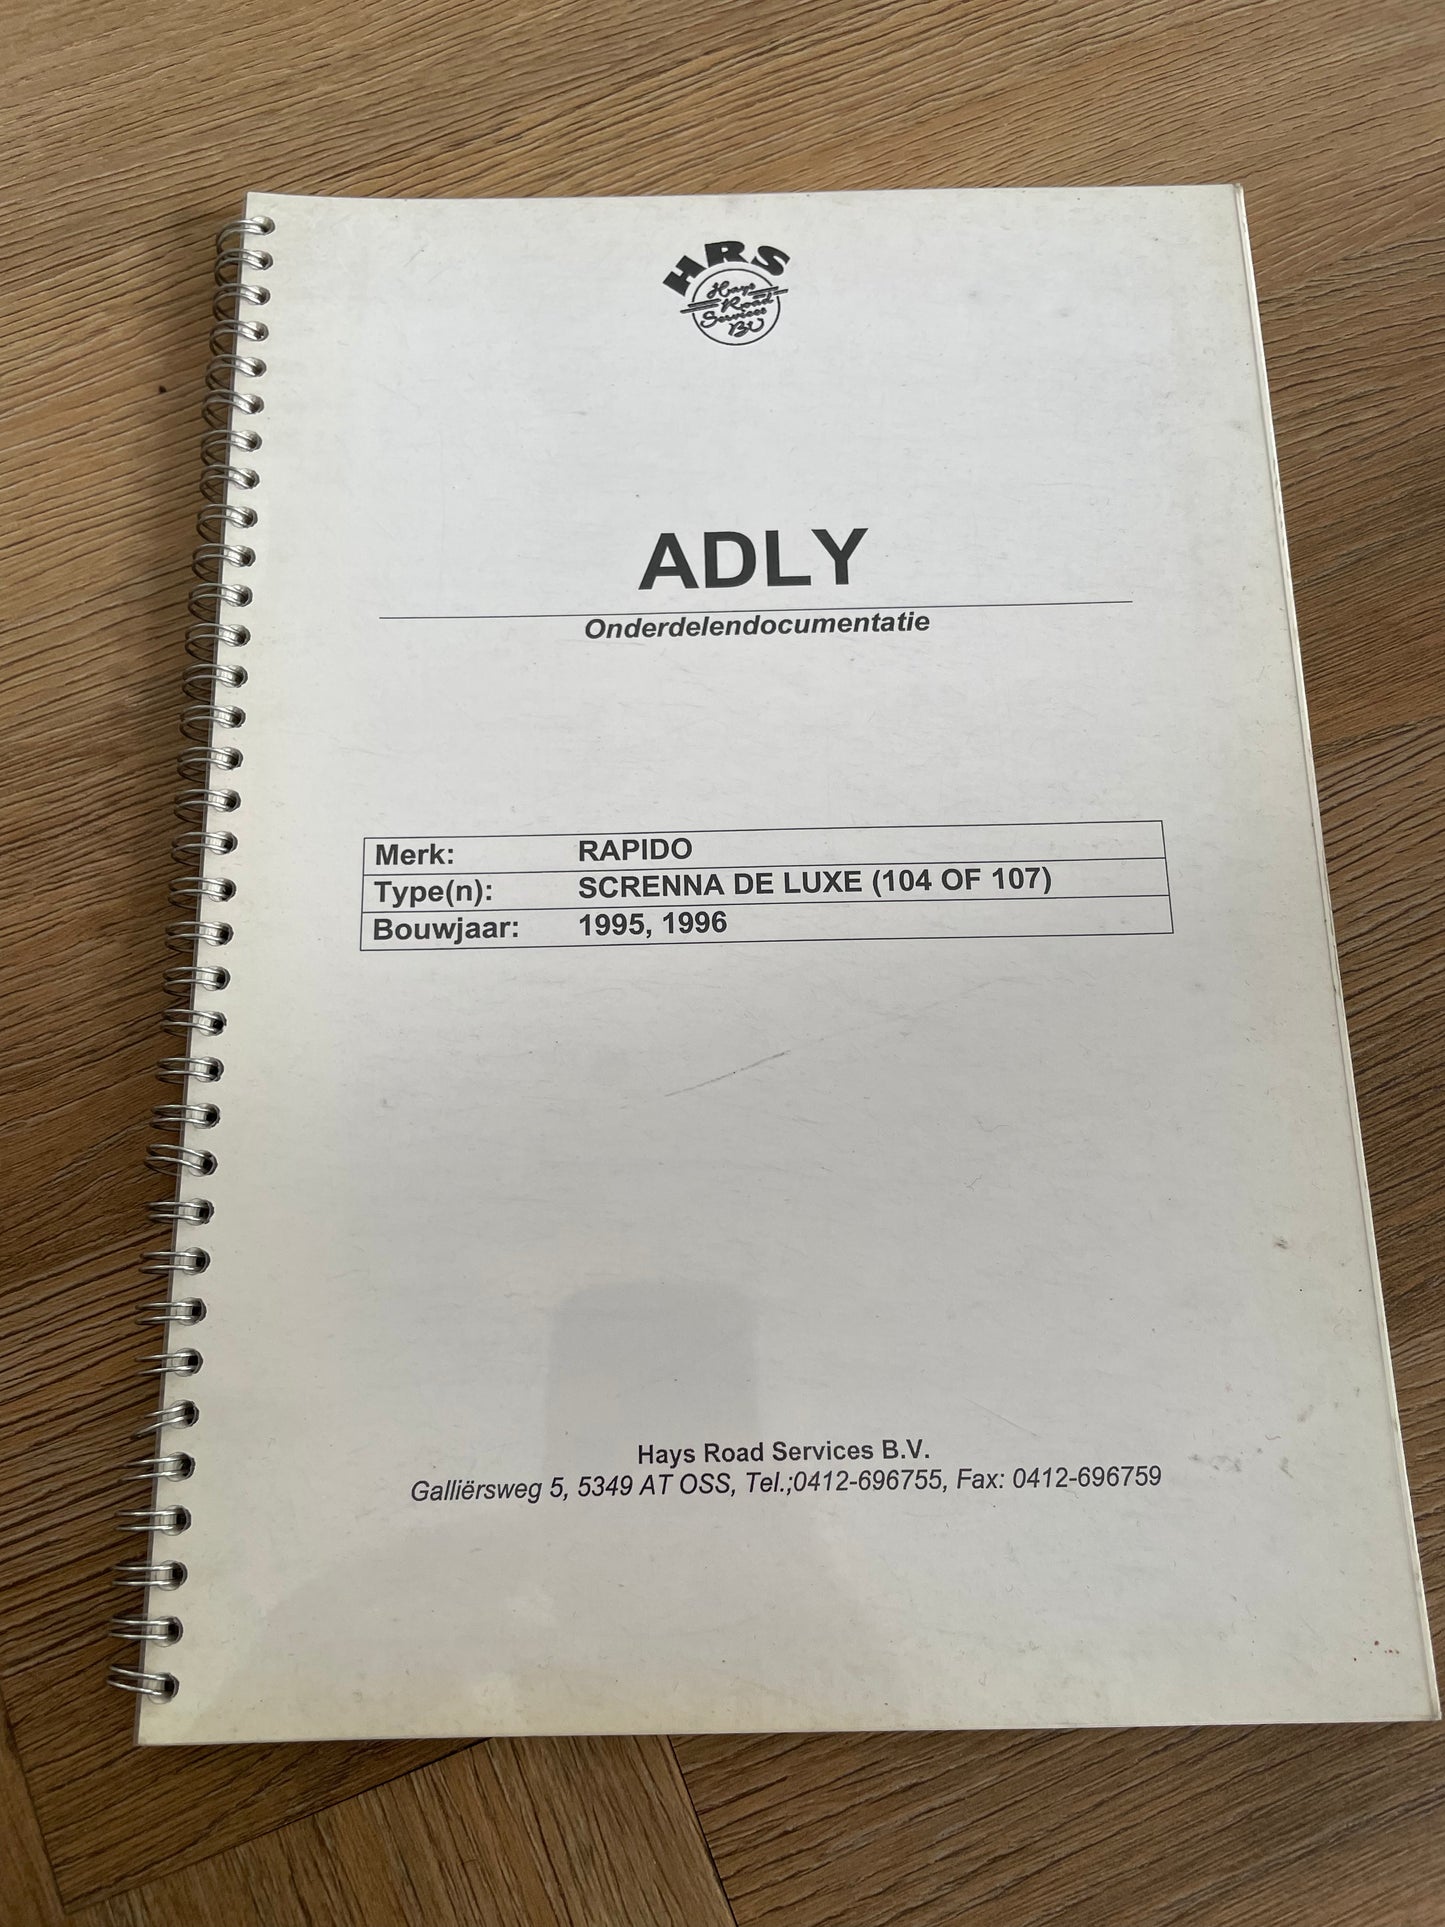 HRS
Hays
Road
Services
BV
ADLY
Onderdelendocumentatie
Merk: RAPIDO
Type(n): SCRENNA DE LUXE (104 OF 107)
Bouwjaar: 1995, 1996
Hays Road Services B.V.
Galliërsweg 5, 5349 AT OSS, Tel.;0412-696755, Fax: 0412-696759